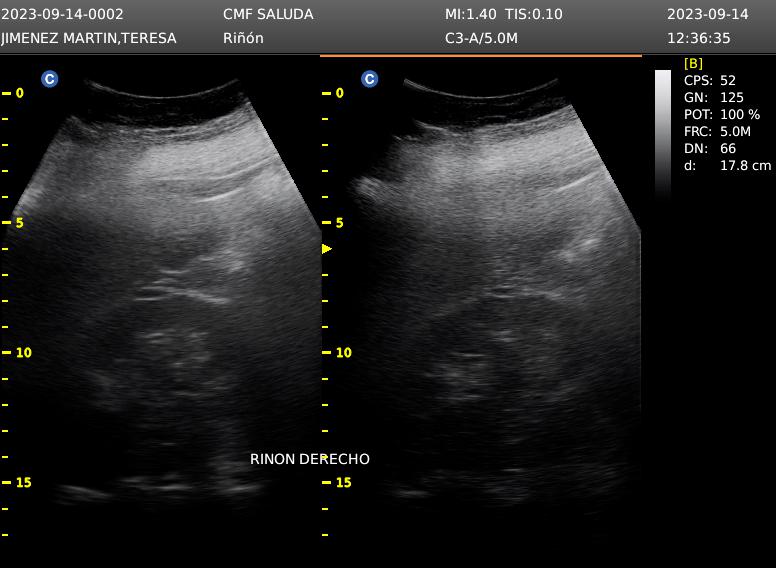 2023-09-14-0002 CMF SALUDA MI:1.40 TIS:0.10 2023-09-14
JIMENEZ MARTIN,TERESA Riñón C3-A/5.0M 12:36:35
[B]
CPS: 52
GN: 125
POT: 100 %
FRC: 5.0M
DN: 66
d: 17.8 cm
C C
0 0
5 5
10 10
RINON DERECHO
15 15